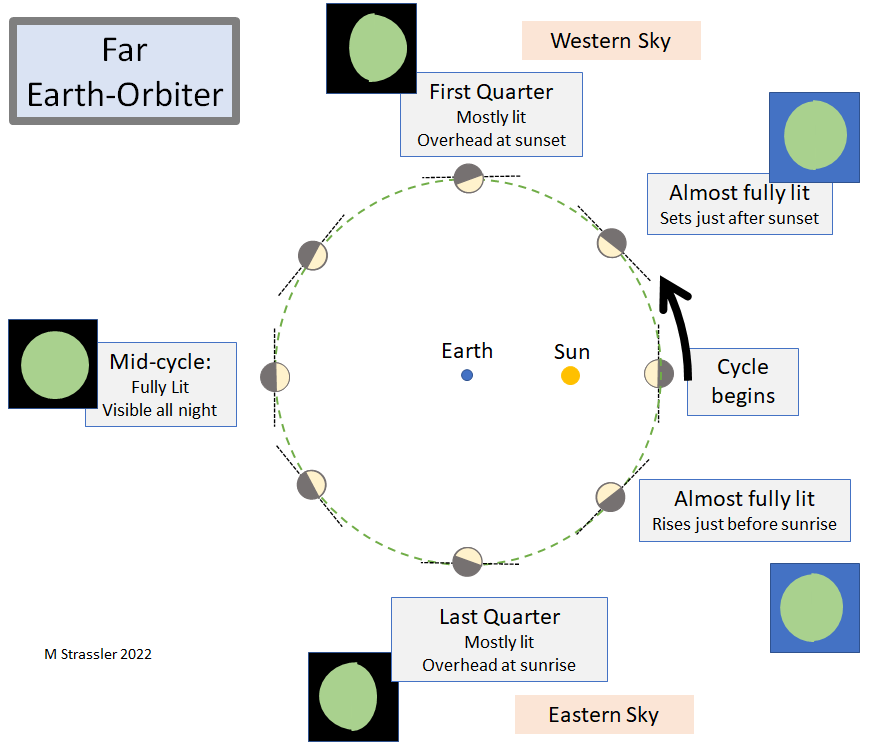 Far
Earth-Orbiter
Western Sky
First Quarter
Mostly lit
Overhead at sunset
Almost fully lit
Sets just after sunset
Earth
Sun
Mid-cycle:
Fully Lit
Visible all night
Cycle
begins
Almost fully lit
Rises just before sunrise
Last Quarter
Mostly lit
Overhead at sunrise
M Strassler 2022
Eastern Sky